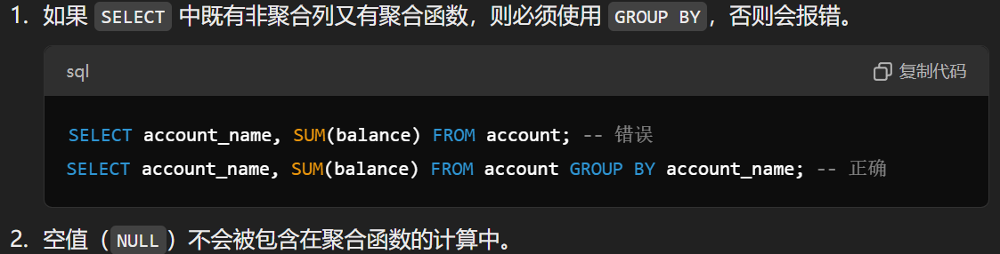 1. 如果 SELECT 中既有非聚合列又有聚合函数，则必须使用 GROUP BY，否则会报错。
sql 复制代码
SELECT account_name, SUM(balance) FROM account; -- 错误
SELECT account_name, SUM(balance) FROM account GROUP BY account_name; -- 正确
2. 空值（NULL）不会被包含在聚合函数的计算中。